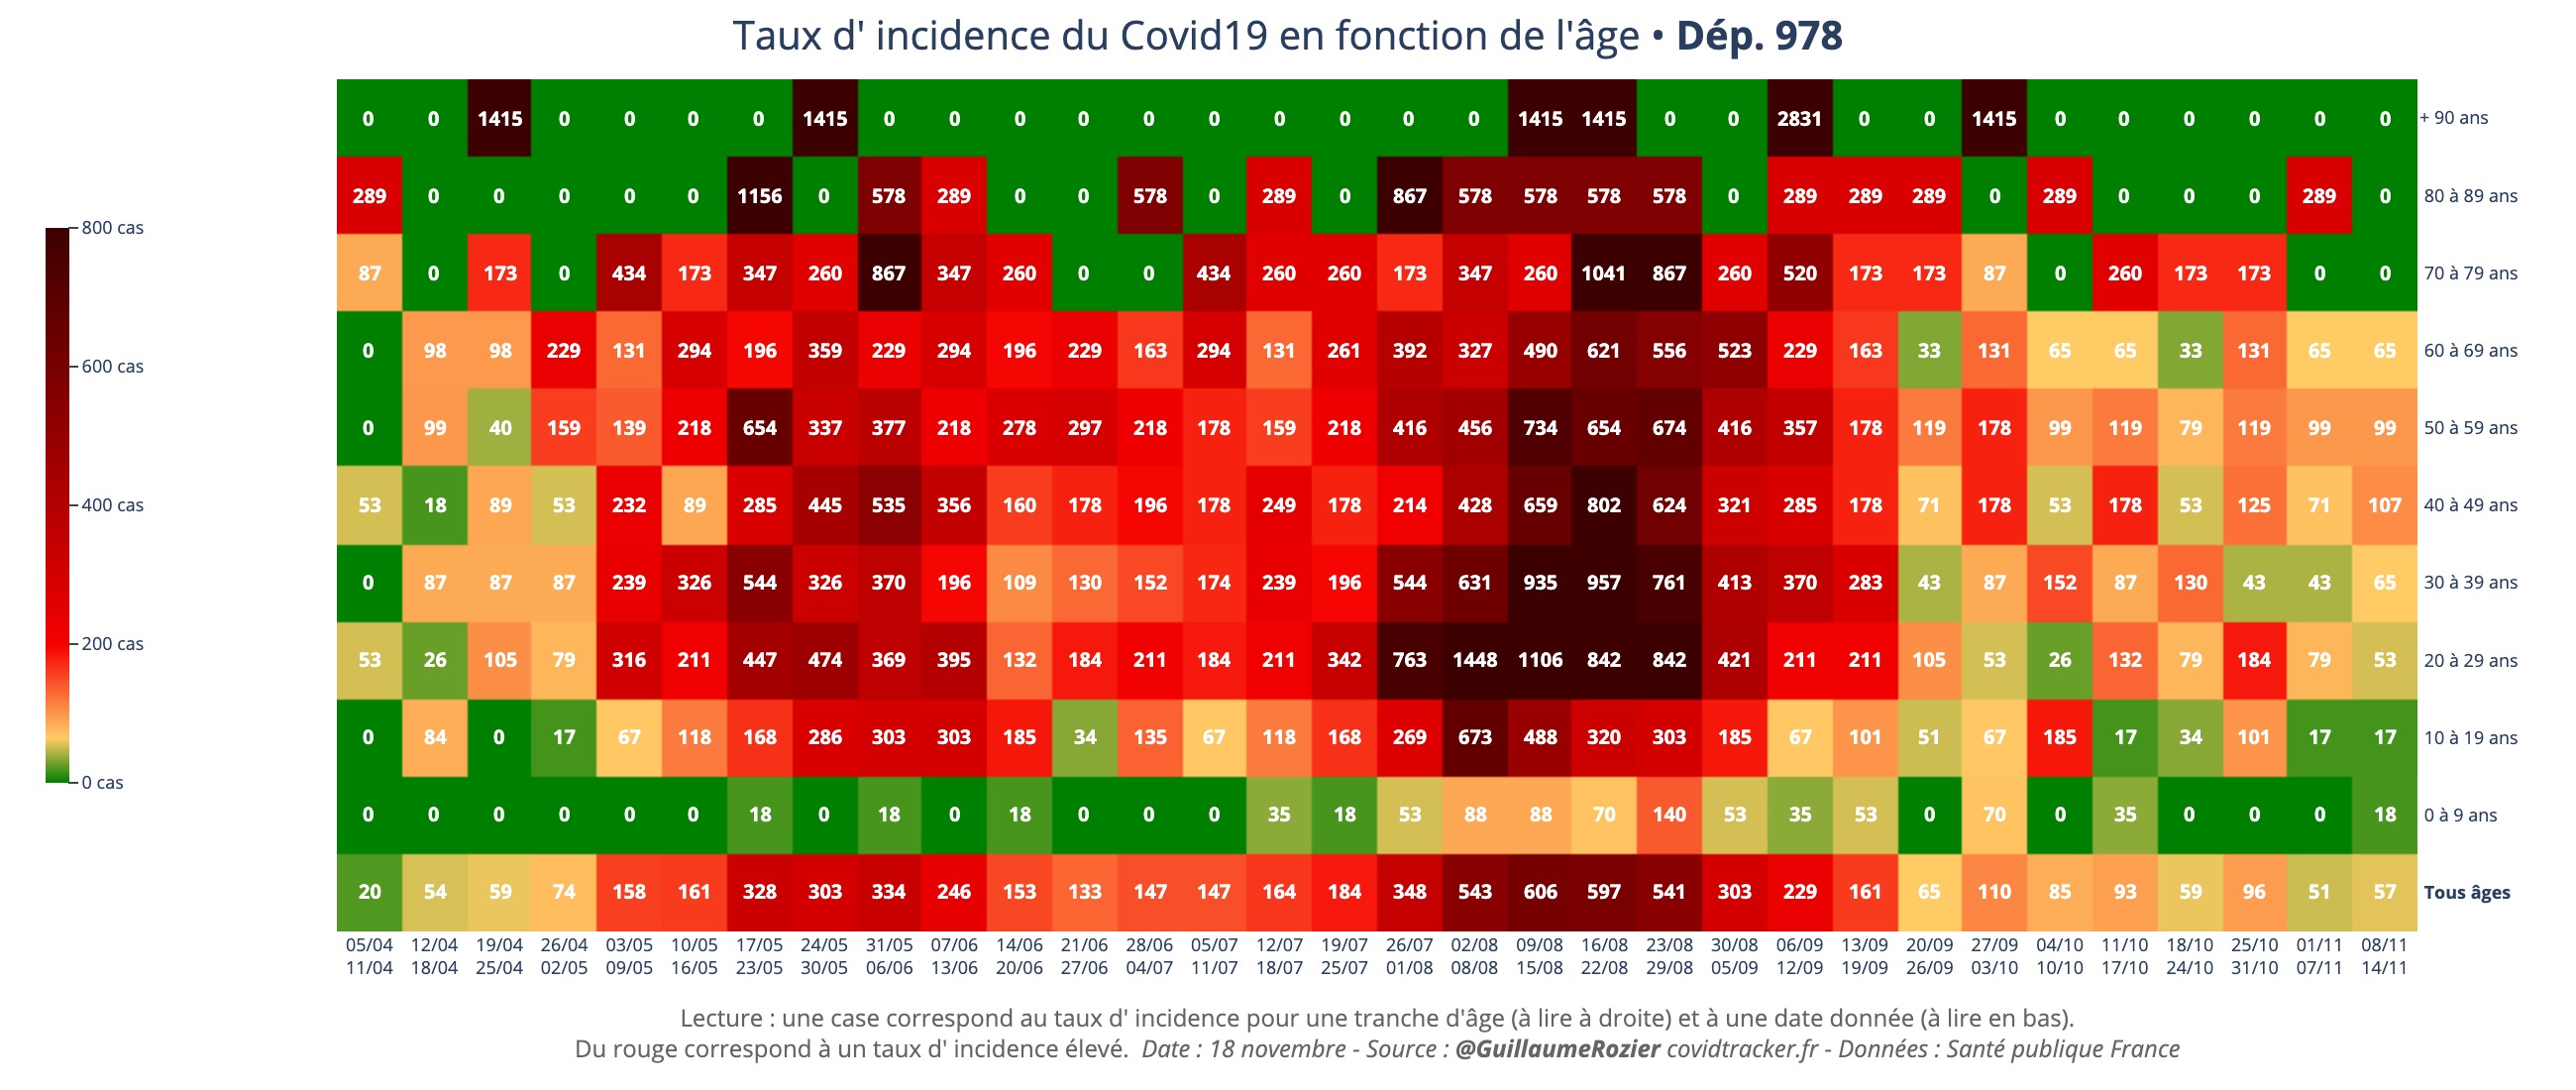 Taux d' incidence du Covid19 en fonction de l'âge • Dép. 978
0 0 1415 0 0 0 0 1415 0 0 0 0 0 0 0 0 0 0 1415 1415 0 0 2831 0 0 1415 0 0 0 0 0 0 + 90 ans
289 0 0 0 0 0 1156 0 578 289 0 0 578 0 289 0 867 578 578 578 578 0 289 289 289 0 289 0 0 0 289 0 80 à 89 ans
800 cas
87 0 173 0 434 173 347 260 867 347 260 0 0 434 260 260 173 347 260 1041 867 260 520 173 173 87 0 260 173 173 0 0 70 à 79 ans
0 98 98 229 131 294 196 359 229 294 196 229 163 294 131 261 392 327 490 621 556 523 229 163 33 131 65 65 33 131 65 65 60 à 69 ans
600 cas
0 99 40 159 139 218 654 337 377 218 278 297 218 178 159 218 416 456 734 654 674 416 357 178 119 178 99 119 79 119 99 99 50 à 59 ans
400 cas
53 18 89 53 232 89 285 445 535 356 160 178 196 178 249 178 214 428 659 802 624 321 285 178 71 178 53 178 53 125 71 107 40 à 49 ans
0 87 87 87 239 326 544 326 370 196 109 130 152 174 239 196 544 631 935 957 761 413 370 283 43 87 152 87 130 43 43 65 30 à 39 ans
200 cas
53 26 105 79 316 211 447 474 369 395 132 184 211 184 211 342 763 1448 1106 842 842 421 211 211 105 53 26 132 79 184 79 53 20 à 29 ans
0 84 0 17 67 118 168 286 303 303 185 34 135 67 118 168 269 673 488 320 303 185 67 101 51 67 185 17 34 101 17 17 10 à 19 ans
0 cas
0 0 0 0 0 0 18 0 18 0 18 0 0 0 35 18 53 88 88 70 140 53 35 53 0 70 0 35 0 0 0 18 0 à 9 ans
20 54 59 74 158 161 328 303 334 246 153 133 147 147 164 184 348 543 606 597 541 303 229 161 65 110 85 93 59 96 51 57 Tous âges
05/04 12/04 19/04 26/04 03/05 10/05 17/05 24/05 31/05 07/06 14/06 21/06 28/06 05/07 12/07 19/07 26/07 02/08 09/08 16/08 23/08 30/08 06/09 13/09 20/09 27/09 04/10 11/10 18/10 25/10 01/11 08/11
11/04 18/04 25/04 02/05 09/05 16/05 23/05 30/05 06/06 13/06 20/06 27/06 04/07 11/07 18/07 25/07 01/08 08/08 15/08 22/08 29/08 05/09 12/09 19/09 26/09 03/10 10/10 17/10 24/10 31/10 07/11 14/11
Lecture : une case correspond au taux d' incidence pour une tranche d'âge (à lire à droite) et à une date donnée (à lire en bas).
Du rouge correspond à un taux d' incidence élevé. Date : 18 novembre - Source : @GuillaumeRozier covidtracker.fr - Données : Santé publique France